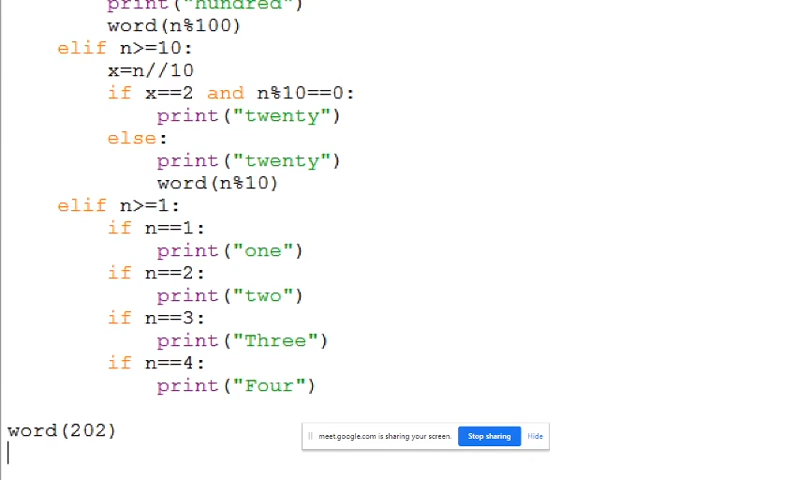 print("hundred")
word(n%100)
elif n>=10:
x=n//10
if x==2 and n%10==0:
print("twenty")
else:
print("twenty")
word(n%10)
elif n>=1:
if n==1:
print("one")
if n==2:
print("two")
if n==3:
print("Three")
if n==4:
print("Four")
word(202)
meet.google.com is sharing your screen. Stop sharing Hide